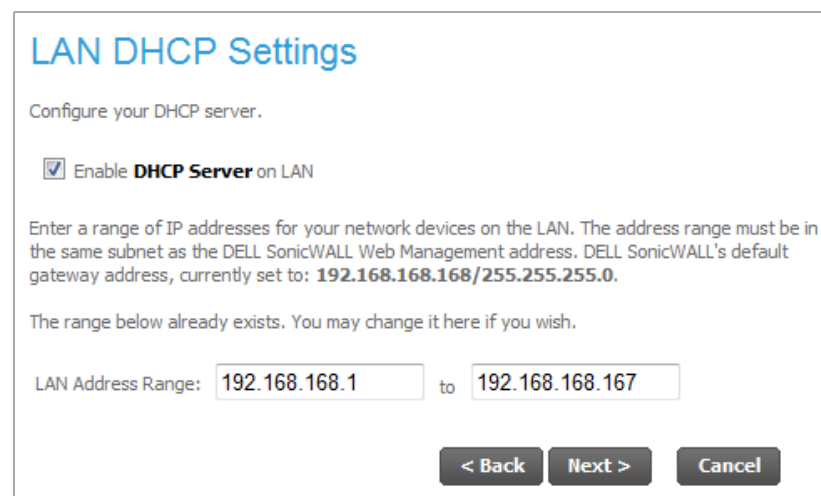 LAN DHCP Settings
Configure your DHCP server.
Enable DHCP Server on LAN
Enter a range of IP addresses for your network devices on the LAN. The address range must be in
the same subnet as the DELL SonicWALL Web Management address. DELL SonicWALL's default
gateway address, currently set to: 192.168.168.168/255.255.255.0.
The range below already exists. You may change it here if you wish.
LAN Address Range: 192.168.168.1 to 192.168.168.167
< Back Next > Cancel